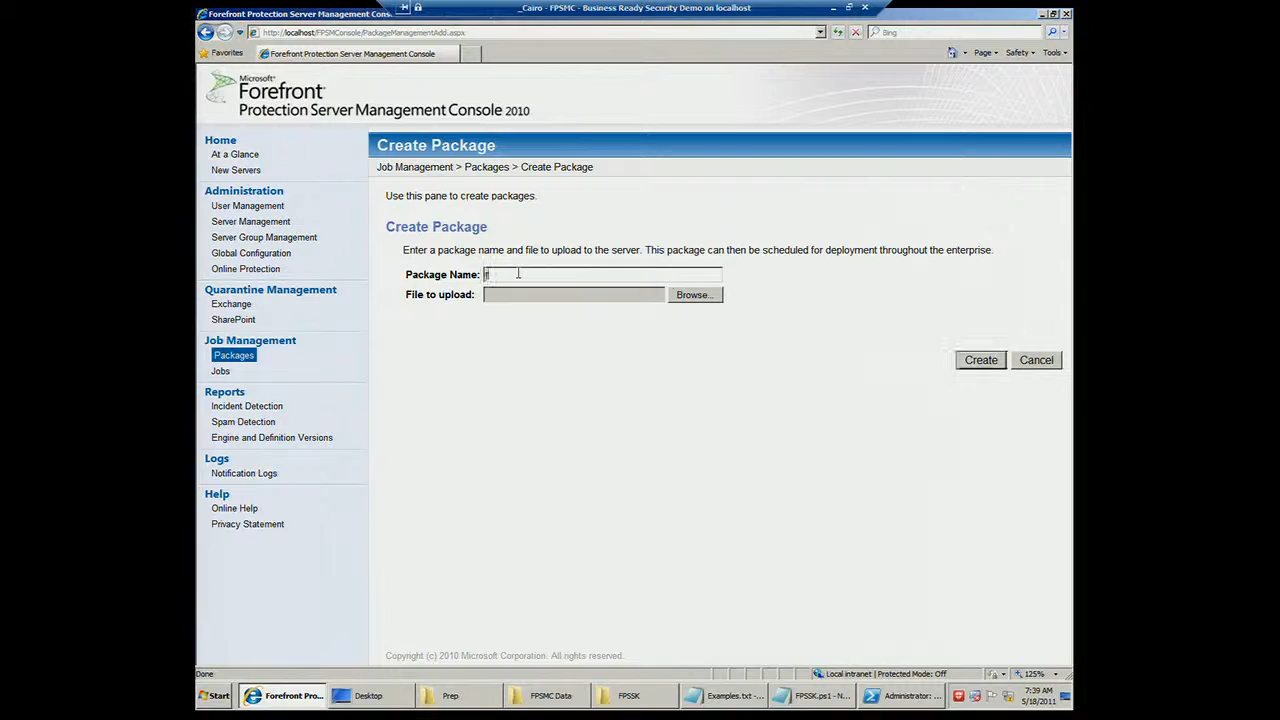 _Cairo - FPSMC - Business Ready Security Demo on localhost
Forefront Protection Server Management Cons
http://localhost/FPSMConsole/PackageManagementAdd.aspx
Bing
Favorites
Forefront Protection Server Management Console
Page
Safety
Tools
Microsoft®
Forefront
Protection Server Management Console 2010
Home
At a Glance
New Servers
Administration
User Management
Server Management
Server Group Management
Global Configuration
Online Protection
Quarantine Management
Exchange
SharePoint
Job Management
Packages
Jobs
Reports
Incident Detection
Spam Detection
Engine and Definition Versions
Logs
Notification Logs
Help
Online Help
Privacy Statement
Create Package
Job Management > Packages > Create Package
Use this pane to create packages.
Create Package
Enter a package name and file to upload to the server. This package can then be scheduled for deployment throughout the enterprise.
Package Name:
File to upload:
Browse...
Create
Cancel
Copyright (c) 2010 Microsoft Corporation. All rights reserved.
Done
Local intranet | Protected Mode: Off
125%
Start
Forefront Pro...
Desktop
Prep
FPSMC Data
FPSSK
Examples.txt -...
FPSSK.ps1 - N...
Administrator: ...
7:39 AM
5/18/2011